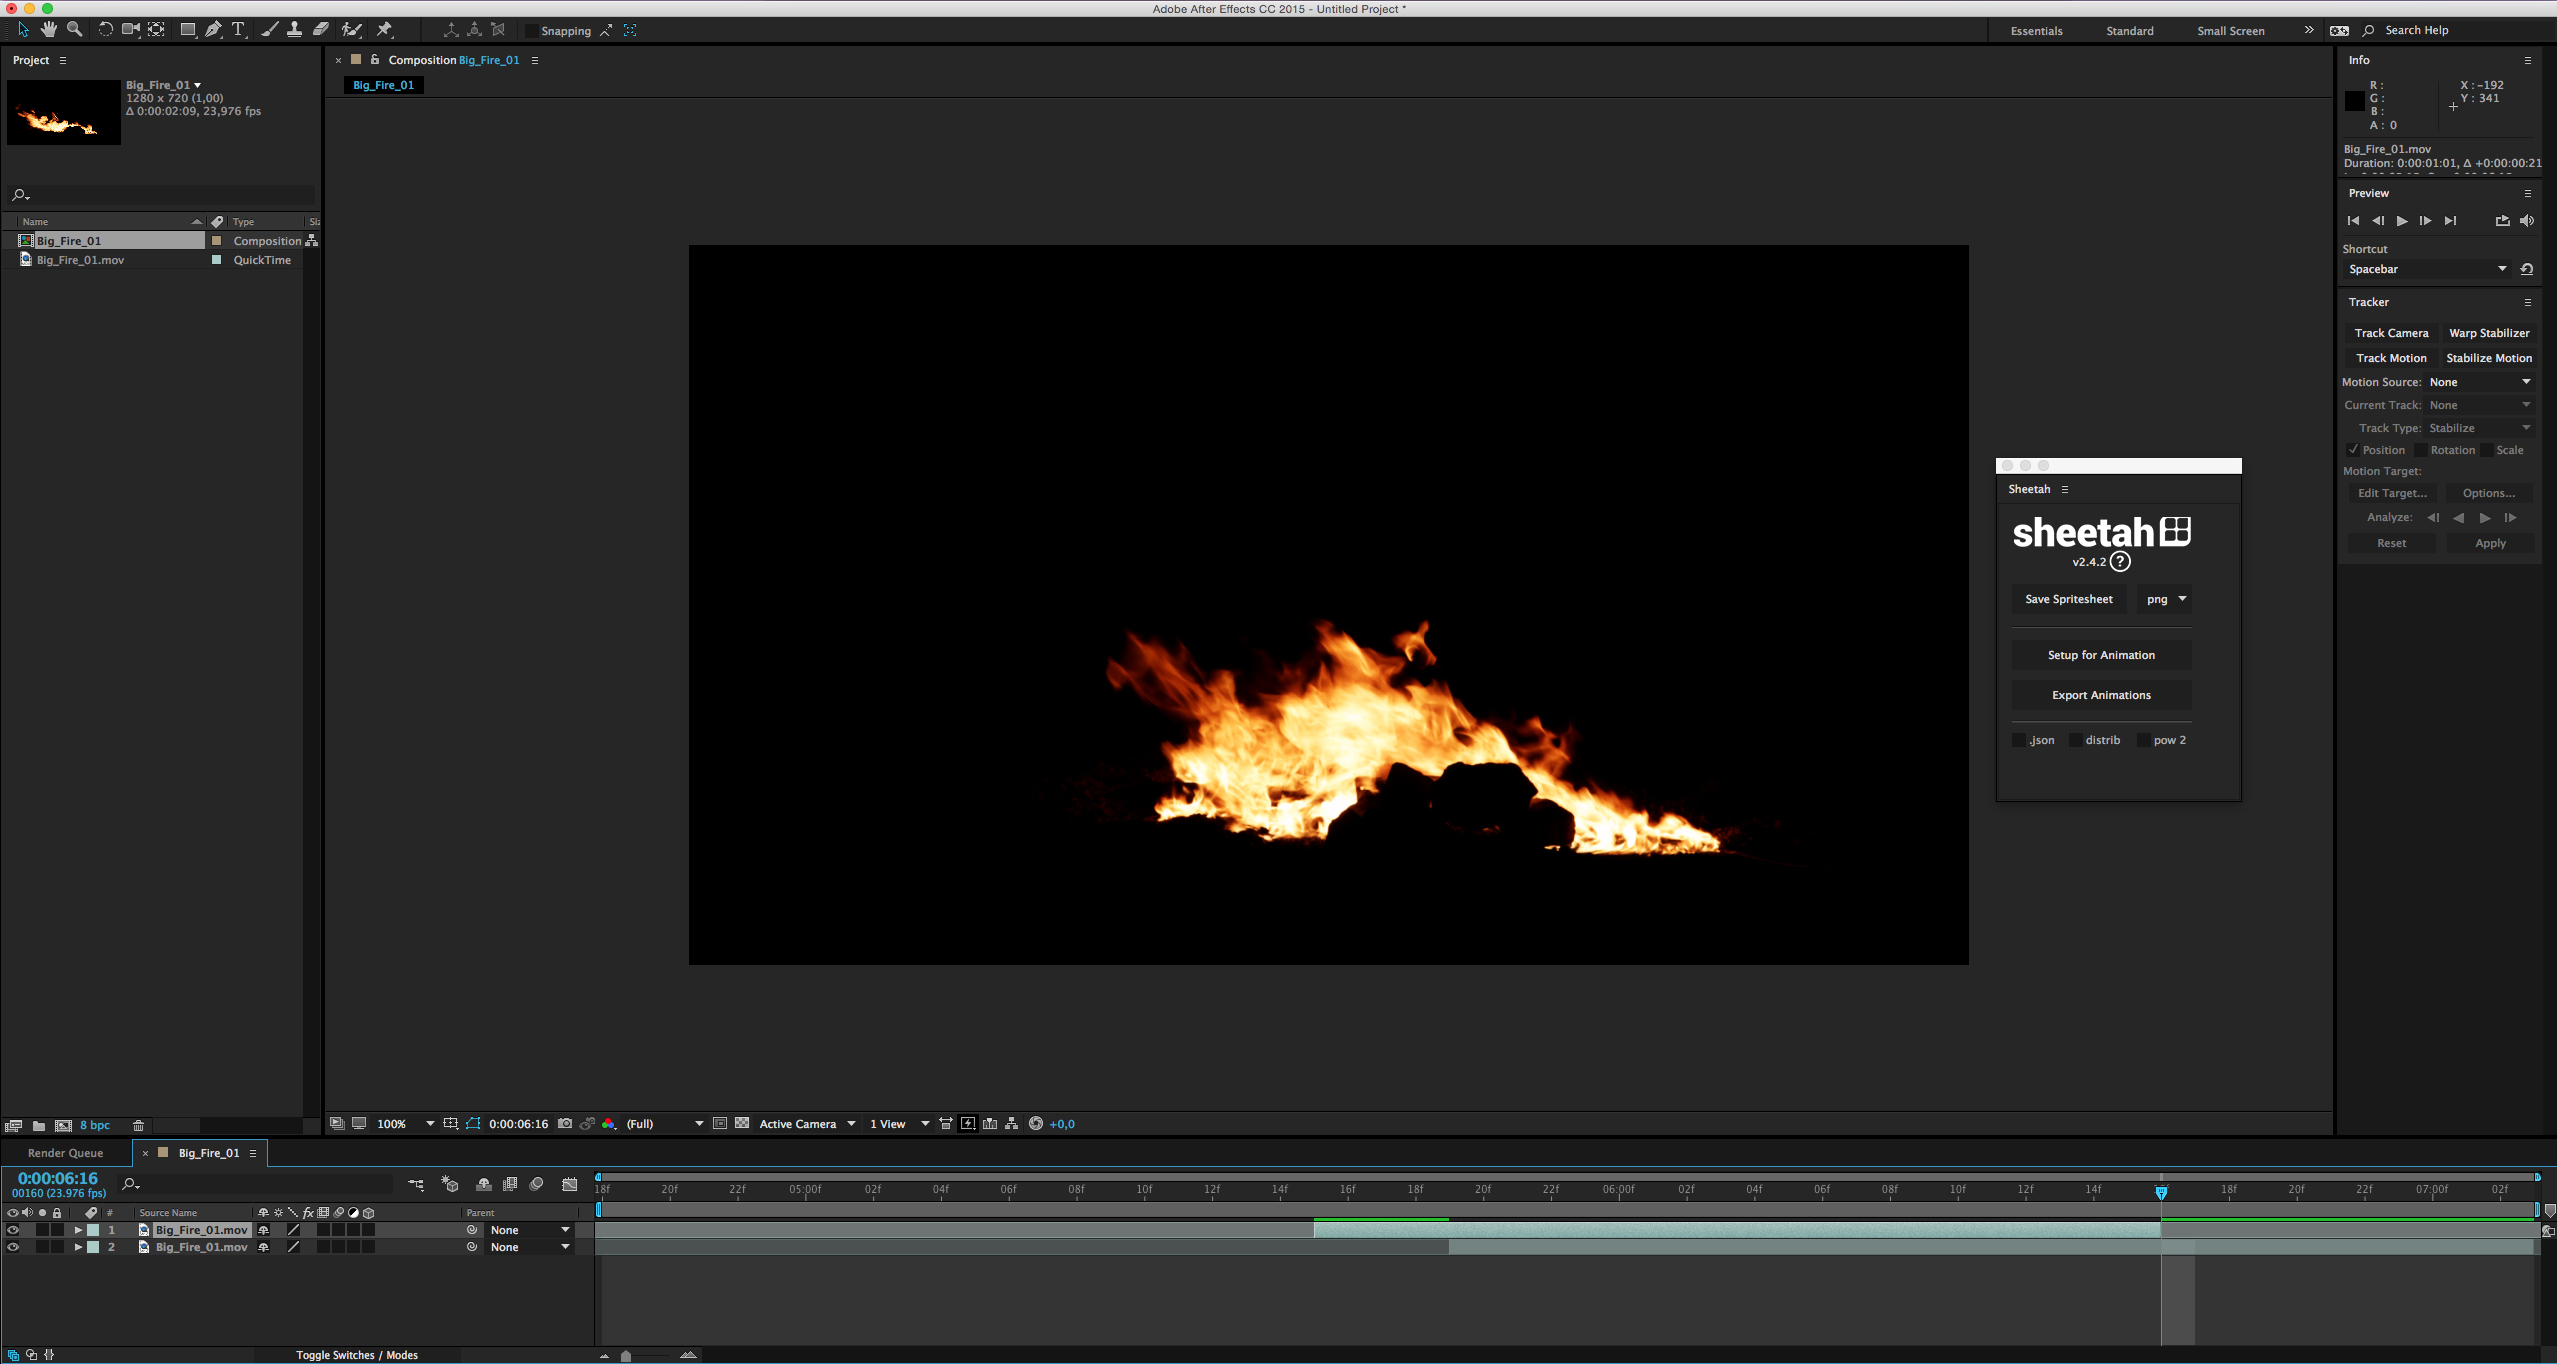 Adobe After Effects CC 2015 - Untitled Project *
Snapping
Essentials Standard Small Screen Search Help
Project
Big_Fire_01
1280 x 720 (1,00)
Δ 0:00:02:09, 23,976 fps
Name Type Siz
Big_Fire_01 Composition
Big_Fire_01.mov QuickTime
8 bpc
Composition Big_Fire_01
Big_Fire_01
100% 0:00:06:16 (Full) Active Camera 1 View +0,0
Sheetah
sheetah
v2.4.2 ?
Save Spritesheet png
Setup for Animation
Export Animations
.json distrib pow 2
Info
R :
G :
B :
A : 0
X : -192
Y : 341
Big_Fire_01.mov
Duration: 0:00:01:01, Δ +0:00:00:21
Preview
Shortcut
Spacebar
Tracker
Track Camera Warp Stabilizer
Track Motion Stabilize Motion
Motion Source: None
Current Track: None
Track Type: Stabilize
Position Rotation Scale
Motion Target:
Edit Target... Options...
Analyze:
Reset Apply
Render Queue Big_Fire_01
0:00:06:16
00160 (23.976 fps)
18f 20f 22f 05:00f 02f 04f 06f 08f 10f 12f 14f 16f 18f 20f 22f 06:00f 02f 04f 06f 08f 10f 12f 14f 18f 20f 22f 07:00f 02f
# Source Name fx Parent
1 Big_Fire_01.mov None
2 Big_Fire_01.mov None
Toggle Switches / Modes